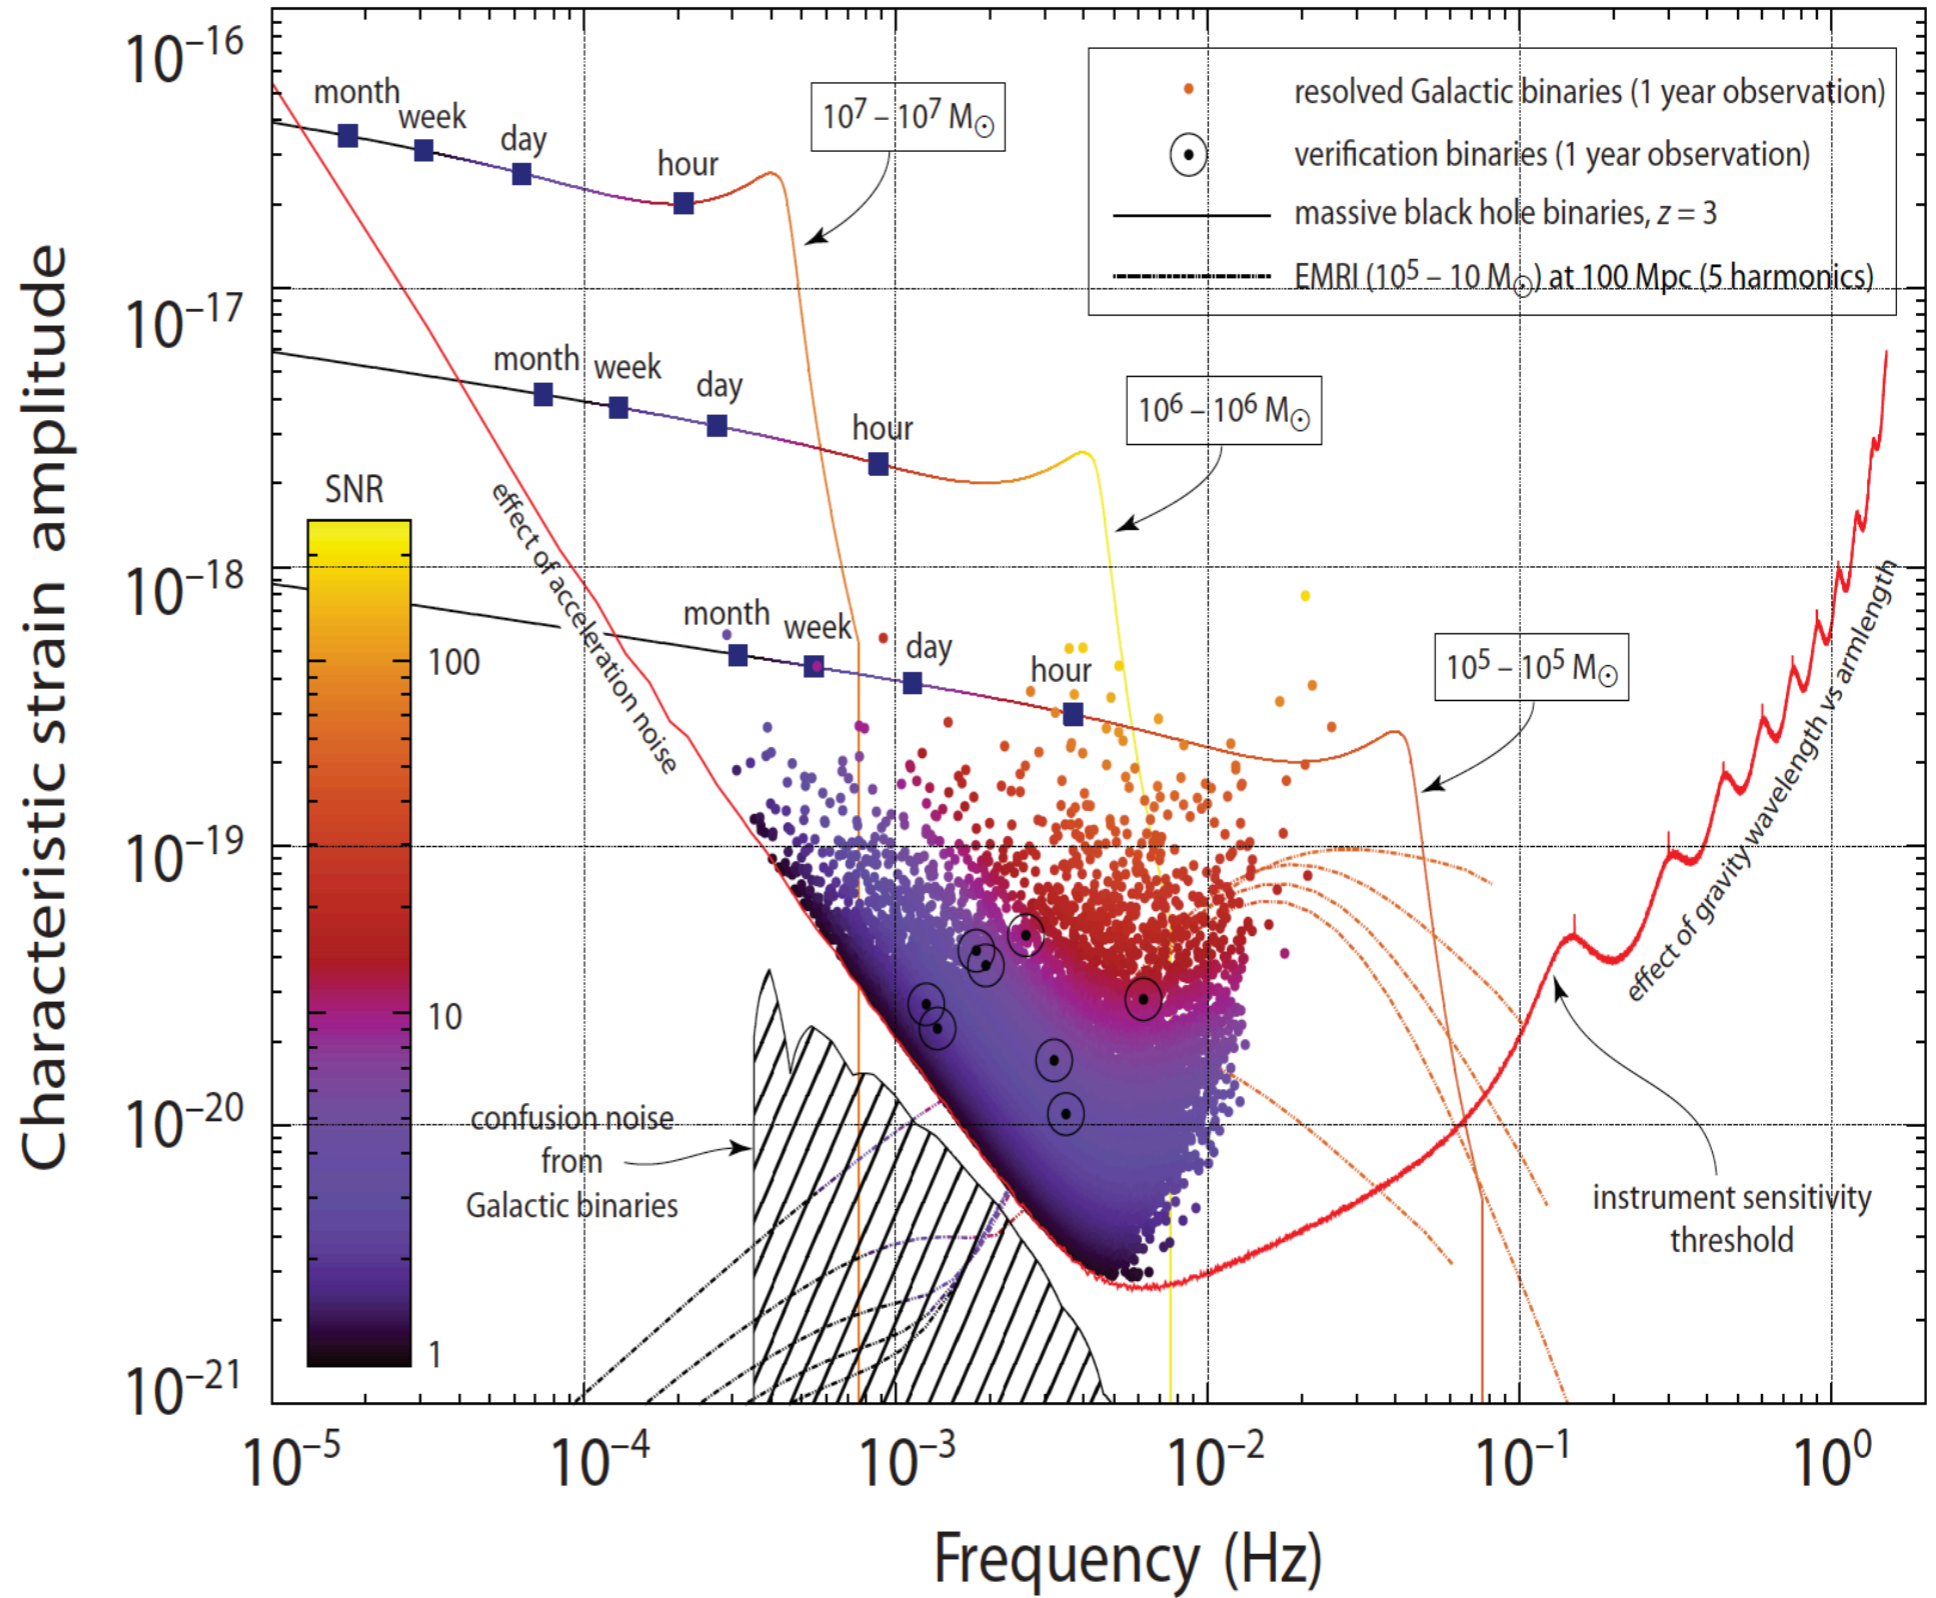 Characteristic strain amplitude
10⁻¹⁶
10⁻¹⁷
10⁻¹⁸
10⁻¹⁹
10⁻²⁰
10⁻²¹
month
week
day
hour
10⁷ – 10⁷ M☉
resolved Galactic binaries (1 year observation)
verification binaries (1 year observation)
massive black hole binaries, z = 3
EMRI (10⁵ – 10 M☉) at 100 Mpc (5 harmonics)
month
week
day
hour
10⁶ – 10⁶ M☉
SNR
100
10
1
effect of acceleration noise
month
week
day
hour
10⁵ – 10⁵ M☉
effect of gravity wavelength vs armlength
confusion noise
from
Galactic binaries
instrument sensitivity
threshold
10⁻⁵
10⁻⁴
10⁻³
10⁻²
10⁻¹
10⁰
Frequency (Hz)